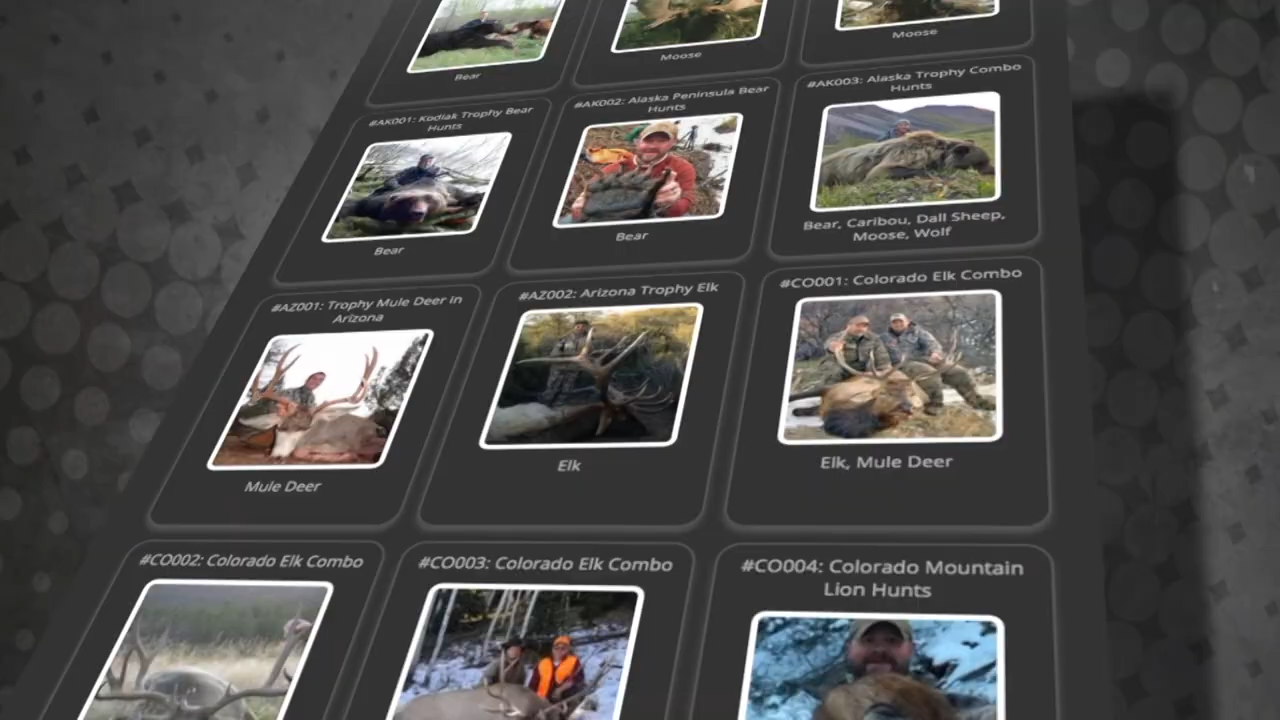 Bear
Moose
Moose
#AK001: Kodiak Trophy Bear
Hunts
Bear
#AK002: Alaska Peninsula Bear
Hunts
Bear
#AK003: Alaska Trophy Combo
Hunts
Bear, Caribou, Dall Sheep,
Moose, Wolf
#AZ001: Trophy Mule Deer in
Arizona
Mule Deer
#AZ002: Arizona Trophy Elk
Elk
#CO001: Colorado Elk Combo
Elk, Mule Deer
#CO002: Colorado Elk Combo
#CO003: Colorado Elk Combo
#CO004: Colorado Mountain
Lion Hunts